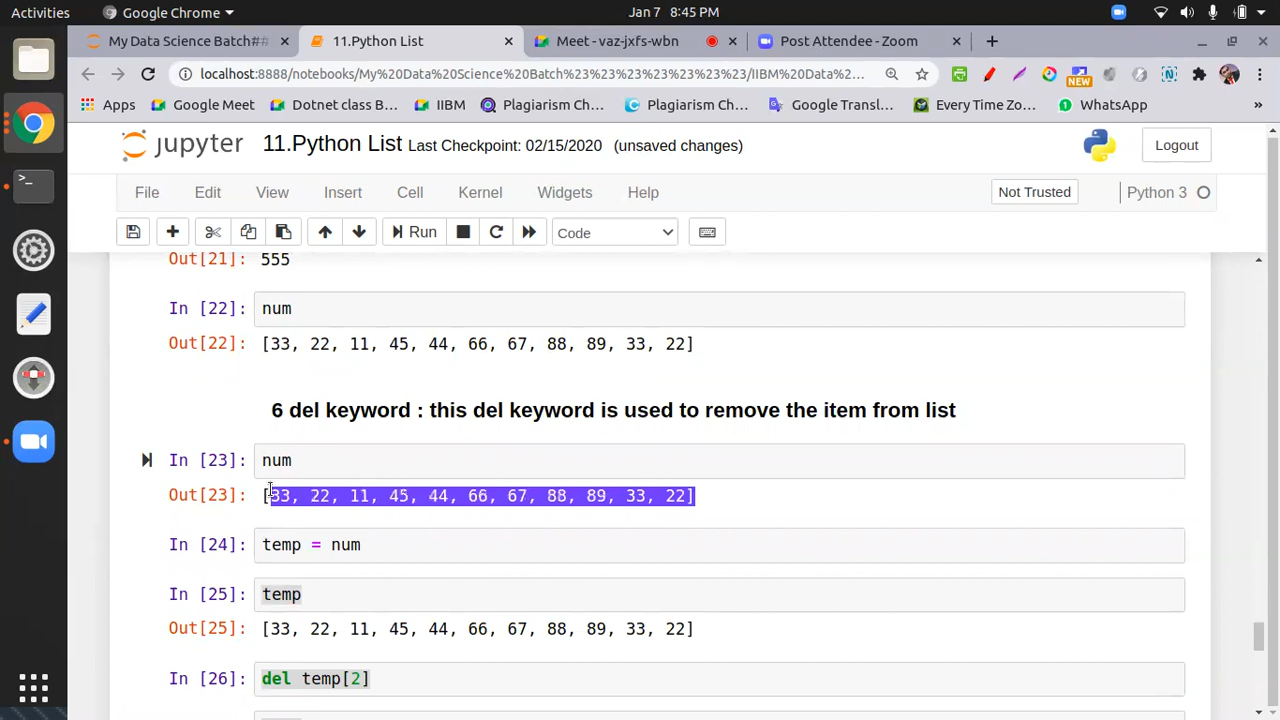 Activities
Google Chrome
Jan 7 8:45 PM
My Data Science Batch##
11.Python List
Meet - vaz-jxfs-wbn
Post Attendee - Zoom
localhost:8888/notebooks/My%20Data%20Science%20Batch%23%23%23%23%23%23/IIBM%20Data%2...
NEW
Apps
Google Meet
Dotnet class B...
IIBM
Plagiarism Ch...
Plagiarism Ch...
Google Transl...
Every Time Zo...
WhatsApp
»
jupyter 11.Python List Last Checkpoint: 02/15/2020 (unsaved changes)
Logout
File Edit View Insert Cell Kernel Widgets Help
Not Trusted
Python 3
Run
Code
Out[21]: 555
In [22]: num
Out[22]: [33, 22, 11, 45, 44, 66, 67, 88, 89, 33, 22]
6 del keyword : this del keyword is used to remove the item from list
In [23]: num
Out[23]: [33, 22, 11, 45, 44, 66, 67, 88, 89, 33, 22]
In [24]: temp = num
In [25]: temp
Out[25]: [33, 22, 11, 45, 44, 66, 67, 88, 89, 33, 22]
In [26]: del temp[2]